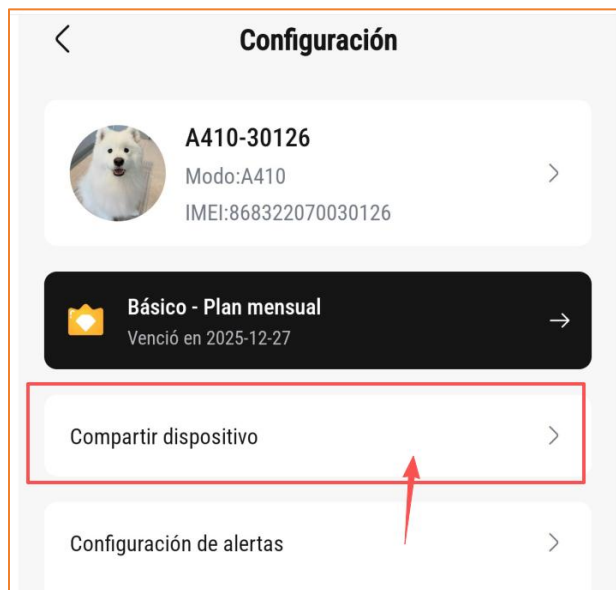 Configuración
A410-30126
Modo:A410
IMEI:868322070030126
Básico - Plan mensual
Venció en 2025-12-27
Compartir dispositivo
Configuración de alertas